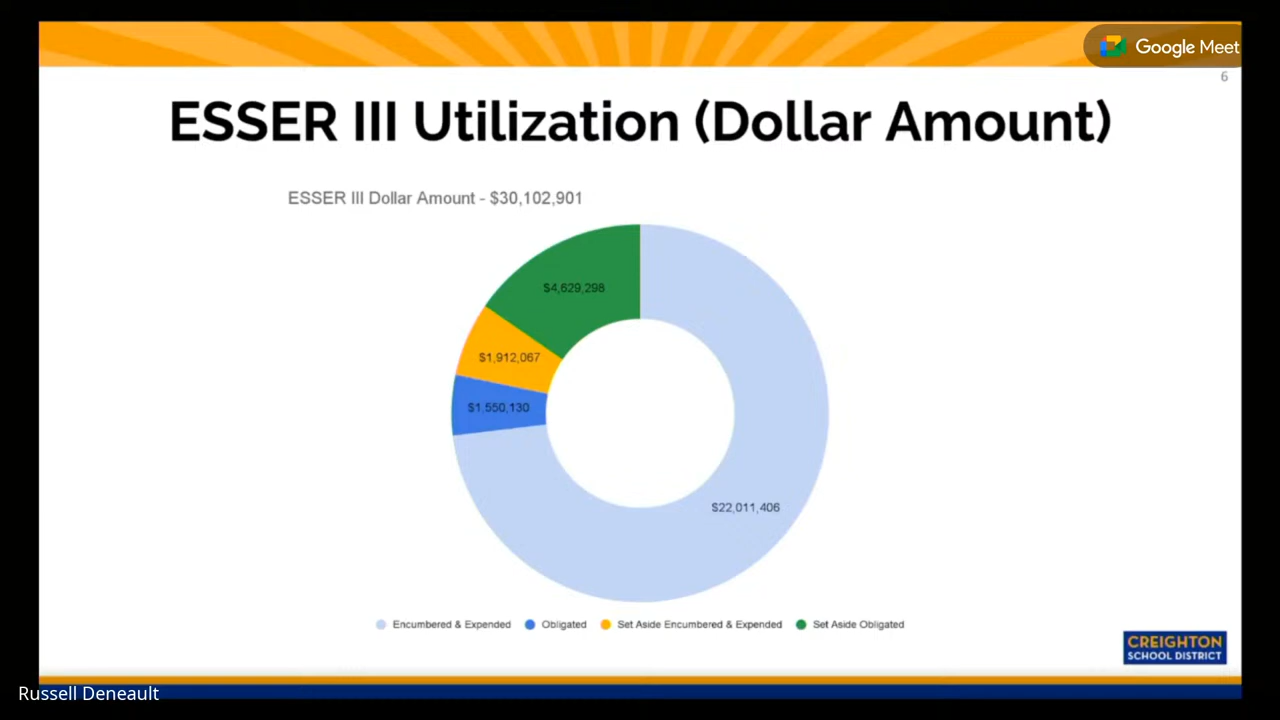 Google Meet
6
ESSER III Utilization (Dollar Amount)
ESSER III Dollar Amount - $30,102,901
$4,629,298
$1,912,067
$1,550,130
$22,011,406
Encumbered & Expended Obligated Set Aside Encumbered & Expended Set Aside Obligated
CREIGHTON
SCHOOL DISTRICT
Russell Deneault